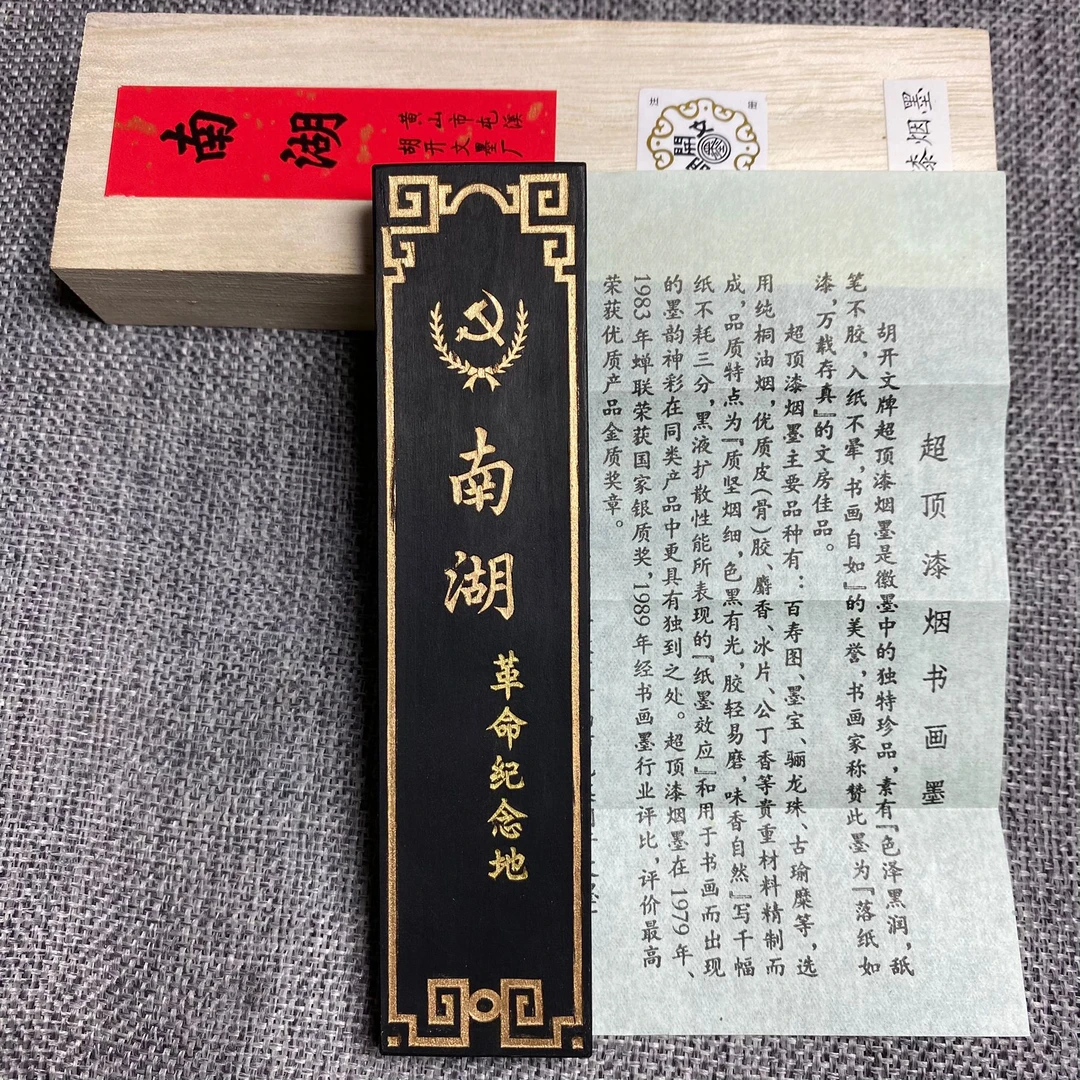 南湖
黄山市屯溪
胡开文墨厂
開文
漆烟墨
南湖
革命纪念地
超顶漆烟书画墨
胡开文牌超顶漆烟墨是徽墨中的独特珍品,素有『色泽黑润,舐
笔不胶,入纸不晕,书画自如』的美誉,书画家称赞此墨为『落纸如
漆,万载存真』的文房佳品。
超顶漆烟墨主要品种有:百寿图、墨宝、骊龙珠、古瑜糜等,选
用纯桐油烟,优质皮(骨)胶、麝香、冰片、公丁香等贵重材料精制而
成,品质特点为『质坚烟细,色黑有光,胶轻易磨,味香自然』写千幅
纸不耗三分,黑液扩散性能所表现的『纸墨效应』和用于书画而出现
的墨韵神彩在同类产品中更具有独到之处。超顶漆烟墨在1979年、
1983年蝉联荣获国家银质奖,1989年经书画墨行业评比,评价最高
荣获优质产品金质奖章。